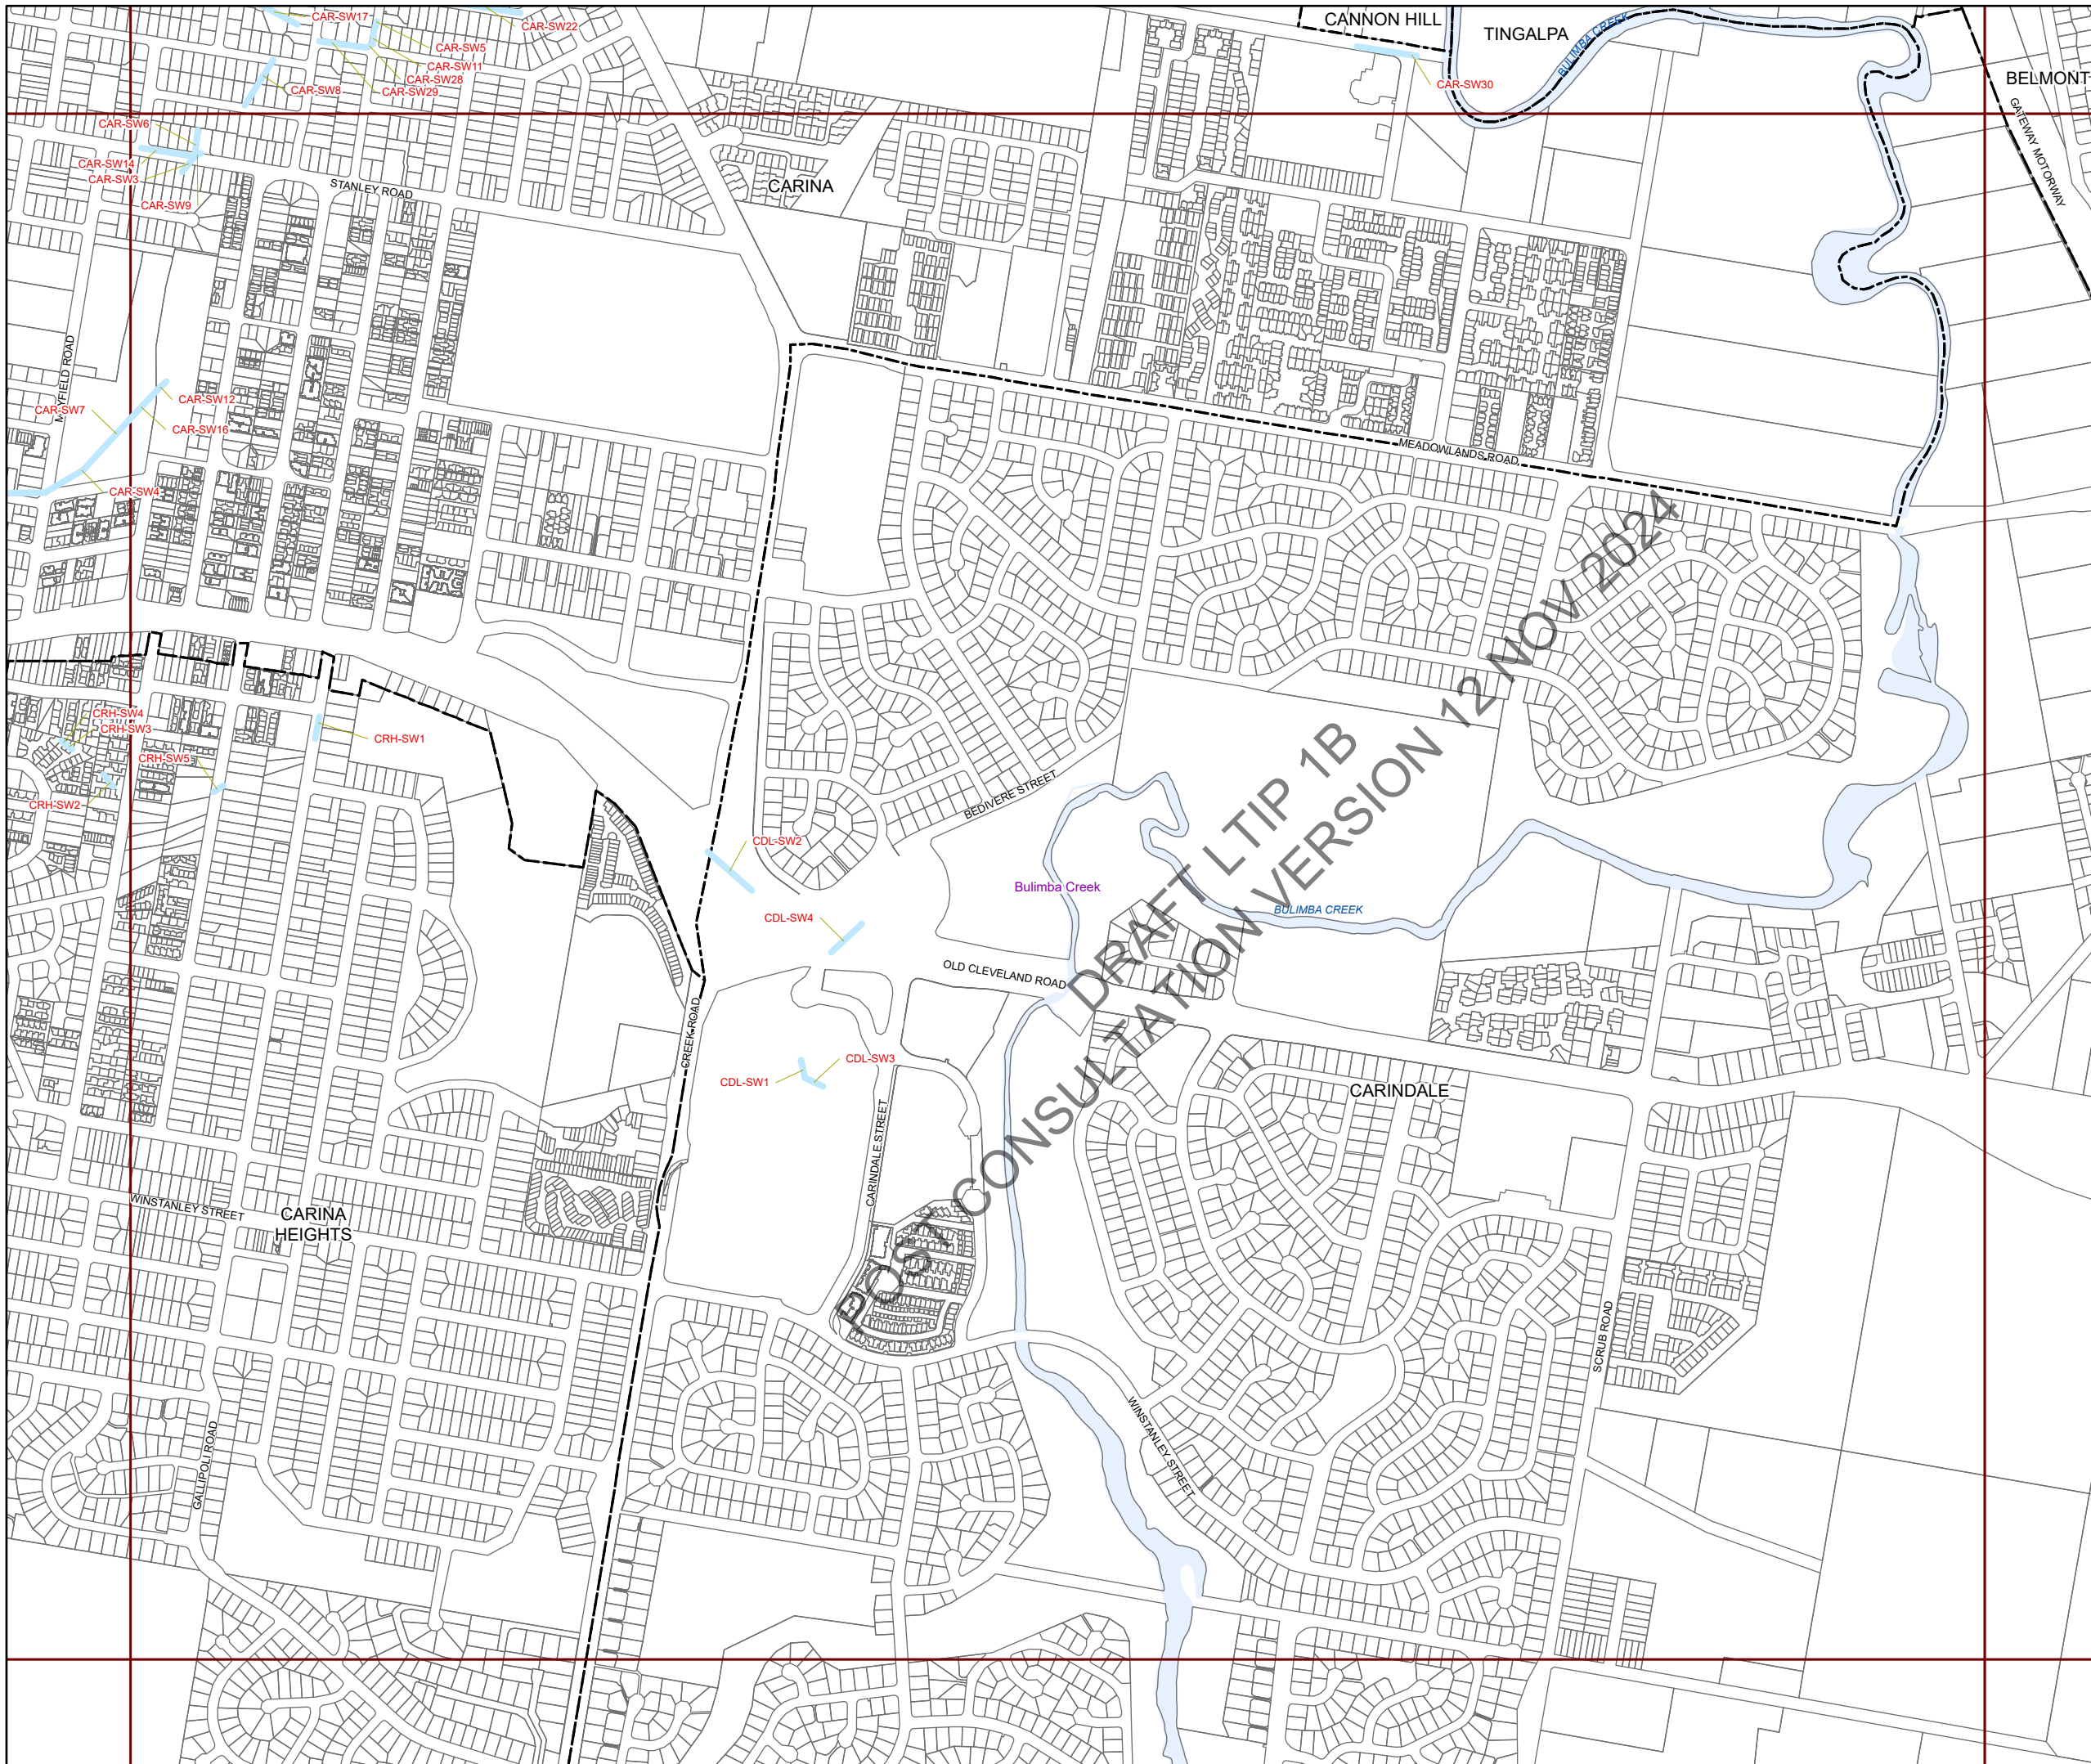 CAR-SW17
CAR-SW22
CANNON HILL
TINGALPA
BULIMBA CREEK
CAR-SW5
CAR-SW11
CAR-SW28
CAR-SW29
CAR-SW8
CAR-SW30
BELMONT
GATEWAY MOTORWAY
CAR-SW6
CAR-SW14
CAR-SW3
CAR-SW9
STANLEY ROAD
CARINA
MAYFIELD ROAD
CAR-SW12
CAR-SW7
CAR-SW16
CAR-SW4
MEADOWLANDS ROAD
CRH-SW4
CRH-SW3
CRH-SW1
CRH-SW5
CRH-SW2
BEDIVERE STREET
CDL-SW2
Bulimba Creek
BULIMBA CREEK
CDL-SW4
OLD CLEVELAND ROAD
CREEK ROAD
CDL-SW3
CDL-SW1
CARINDALE
CARINDALE STREET
WINSTANLEY STREET
CARINA
HEIGHTS
SCRUB ROAD
WINSTANLEY STREET
GALLIPOLI ROAD
DRAFT LTIP 1B
POST CONSULTATION VERSION 12 NOV 2024